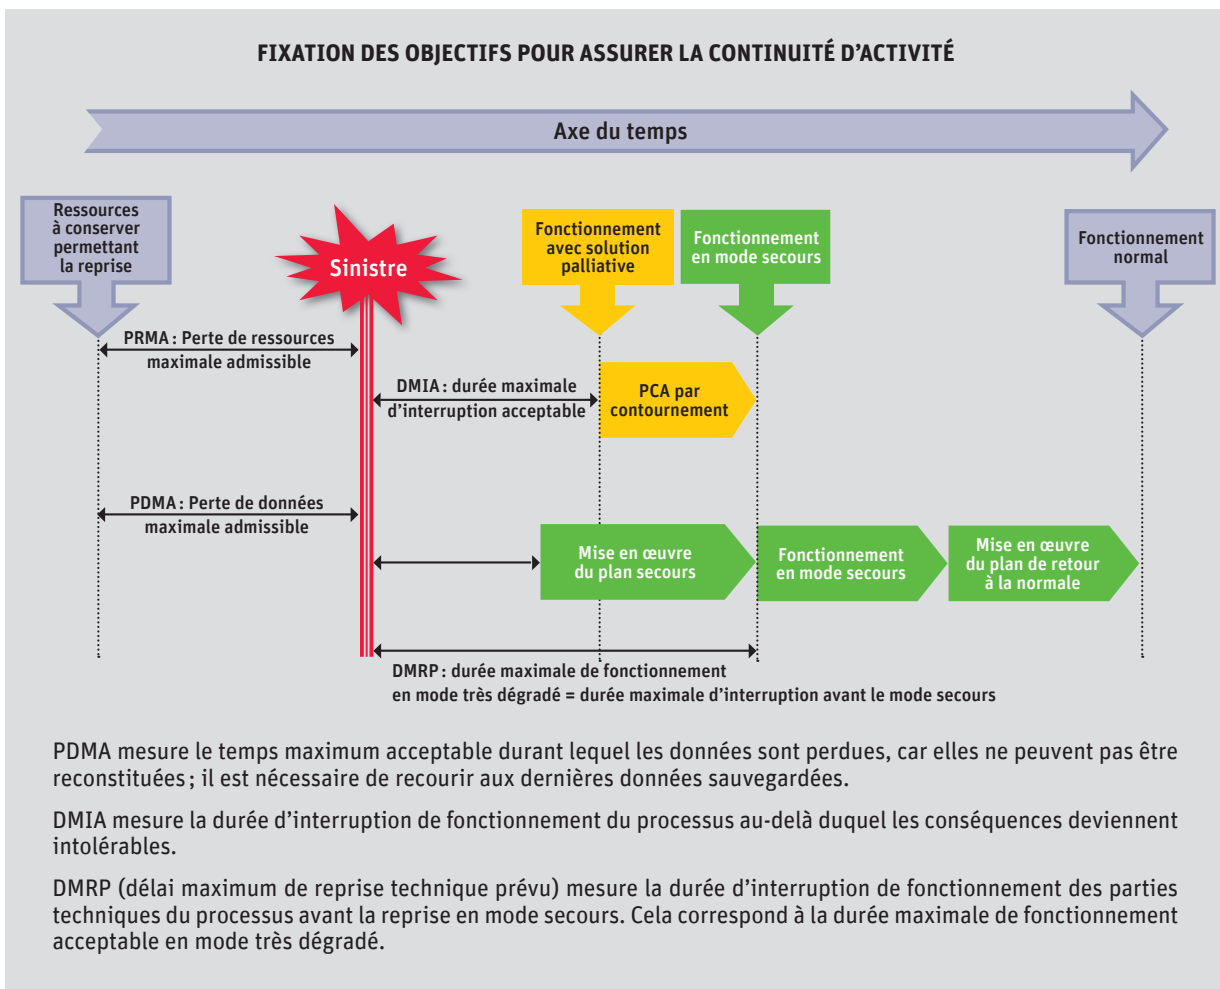 FIXATION DES OBJECTIFS POUR ASSURER LA CONTINUITÉ D’ACTIVITÉ
Axe du temps
Ressources
à conserver
permettant
la reprise
Sinistre
Fonctionnement
avec solution
palliative
Fonctionnement
en mode secours
Fonctionnement
normal
PRMA : Perte de ressources
maximale admissible
DMIA : durée maximale
d’interruption acceptable
PCA par
contournement
PDMA : Perte de données
maximale admissible
Mise en œuvre
du plan secours
Fonctionnement
en mode secours
Mise en œuvre
du plan de retour
à la normale
DMRP : durée maximale de fonctionnement
en mode très dégradé = durée maximale d’interruption avant le mode secours
PDMA mesure le temps maximum acceptable durant lequel les données sont perdues, car elles ne peuvent pas être
reconstituées ; il est nécessaire de recourir aux dernières données sauvegardées.
DMIA mesure la durée d’interruption de fonctionnement du processus au-delà duquel les conséquences deviennent
intolérables.
DMRP (délai maximum de reprise technique prévu) mesure la durée d’interruption de fonctionnement des parties
techniques du processus avant la reprise en mode secours. Cela correspond à la durée maximale de fonctionnement
acceptable en mode très dégradé.